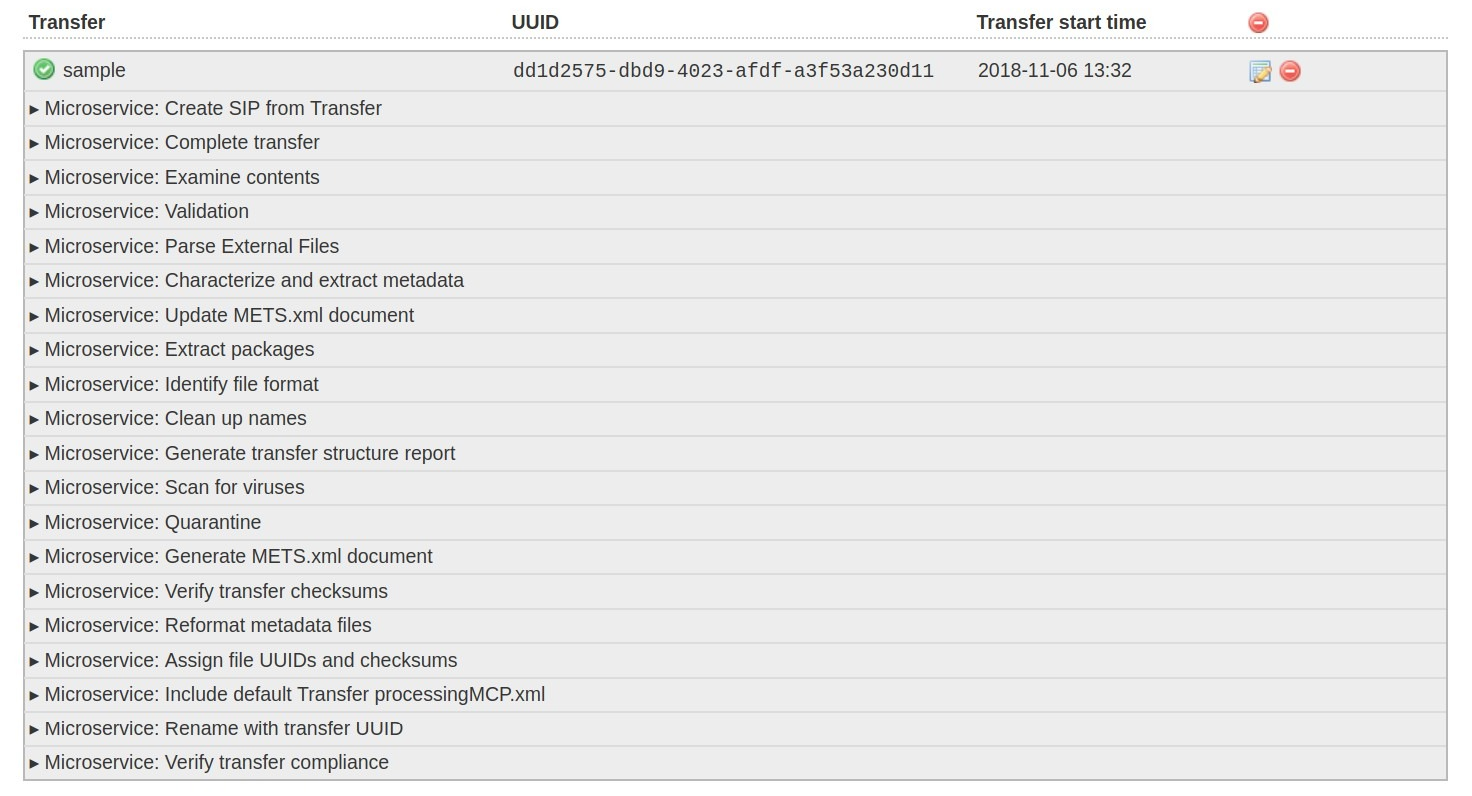 Transfer UUID Transfer start time
sample dd1d2575-dbd9-4023-afdf-a3f53a230d11 2018-11-06 13:32
Microservice: Create SIP from Transfer
Microservice: Complete transfer
Microservice: Examine contents
Microservice: Validation
Microservice: Parse External Files
Microservice: Characterize and extract metadata
Microservice: Update METS.xml document
Microservice: Extract packages
Microservice: Identify file format
Microservice: Clean up names
Microservice: Generate transfer structure report
Microservice: Scan for viruses
Microservice: Quarantine
Microservice: Generate METS.xml document
Microservice: Verify transfer checksums
Microservice: Reformat metadata files
Microservice: Assign file UUIDs and checksums
Microservice: Include default Transfer processingMCP.xml
Microservice: Rename with transfer UUID
Microservice: Verify transfer compliance